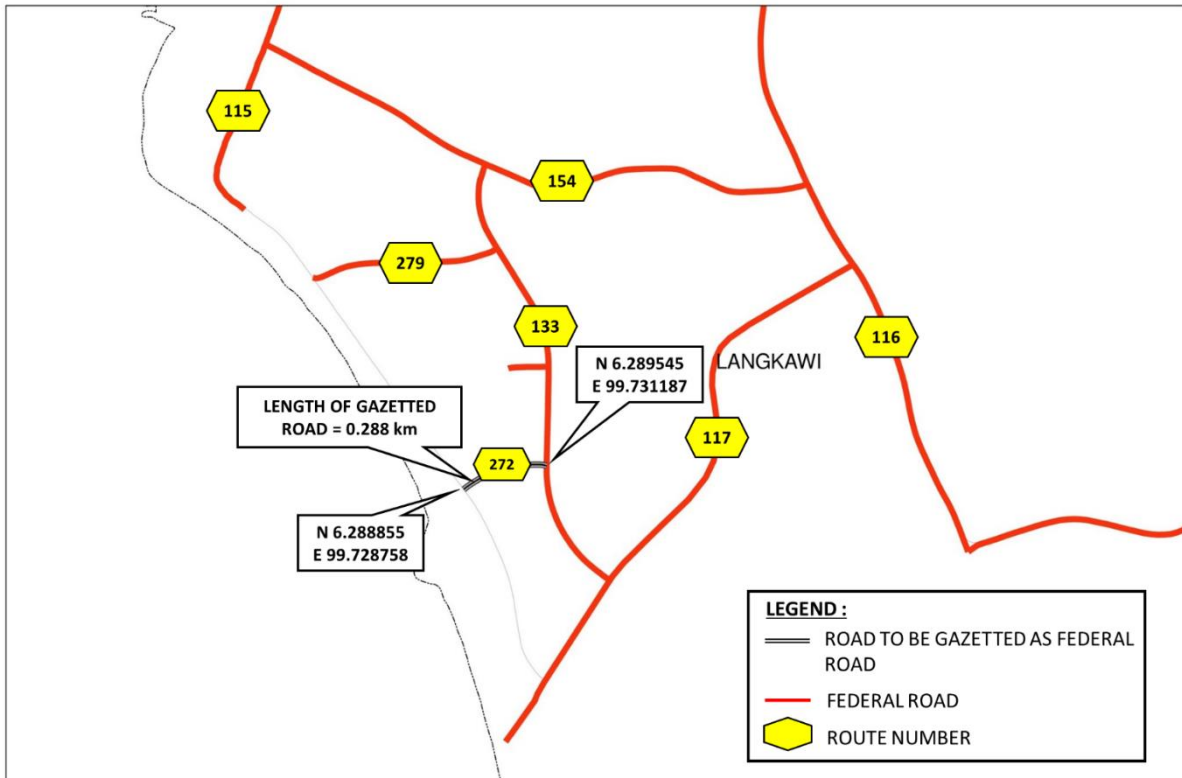 115
154
279
133
N 6.289545
E 99.731187
LANGKAWI
116
LENGTH OF GAZETTED
ROAD = 0.288 km
117
272
N 6.288855
E 99.728758
LEGEND :
ROAD TO BE GAZETTED AS FEDERAL
ROAD
FEDERAL ROAD
ROUTE NUMBER